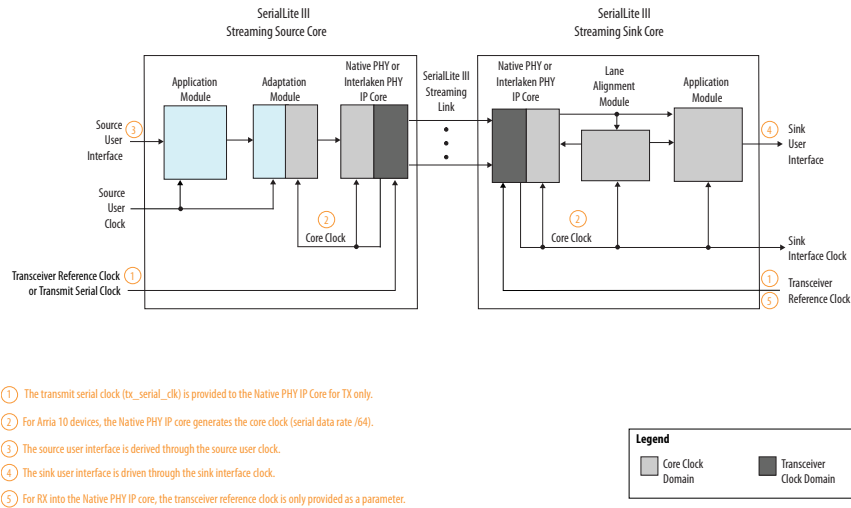 SerialLite III
Streaming Source Core
SerialLite III
Streaming Sink Core
Application
Module
Adaptation
Module
Native PHY or
Interlaken PHY
IP Core
SerialLite III
Streaming
Link
Native PHY or
Interlaken PHY
IP Core
Lane
Alignment
Module
Application
Module
Source
User
Interface
3
4
Sink
User
Interface
Source
User
Clock
2
Core Clock
2
Core Clock
Sink
Interface Clock
Transceiver Reference Clock
or Transmit Serial Clock
1
1
5
Transceiver
Reference Clock
1 The transmit serial clock (tx_serial_clk) is provided to the Native PHY IP Core for TX only.
2 For Arria 10 devices, the Native PHY IP core generates the core clock (serial data rate /64).
3 The source user interface is derived through the source user clock.
4 The sink user interface is driven through the sink interface clock.
5 For RX into the Native PHY IP core, the transceiver reference clock is only provided as a parameter.
Legend
Core Clock
Domain
Transceiver
Clock Domain